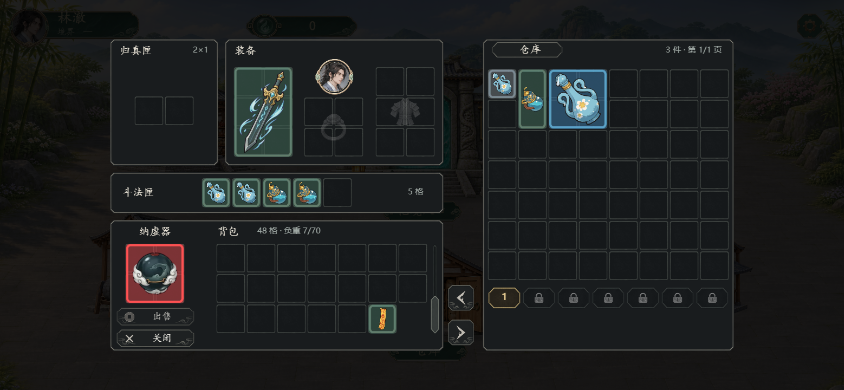 0
归真匣 2×1
装备
仓库 3 件 · 第 1/1 页
斗法匣 5 格
纳虚器
背包 48 格 · 负重 7/70
出售
关闭
1